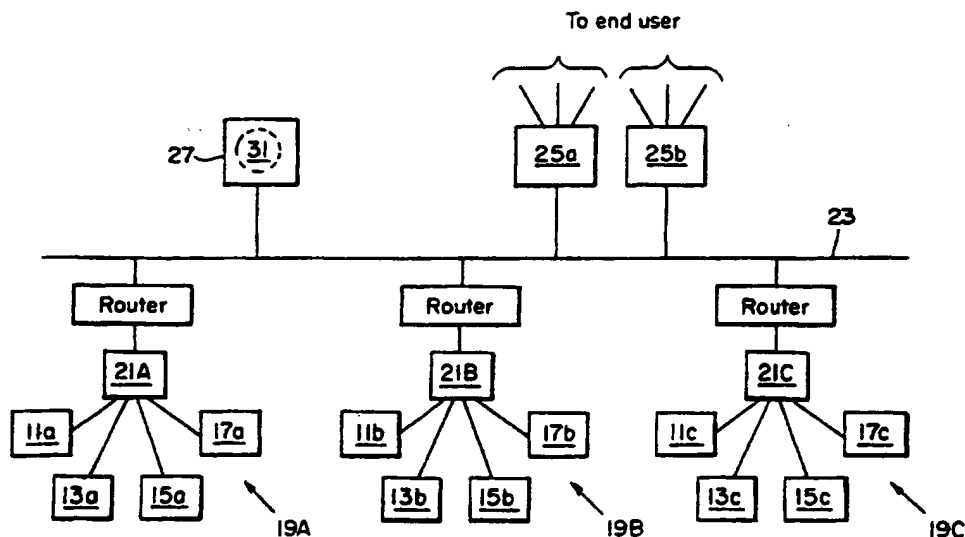 To end user
27
31
25a
25b
23
Router
Router
Router
21A
21B
21C
11a
17a
11b
17b
11c
17c
13a
15a
13b
15b
13c
15c
19A
19B
19C